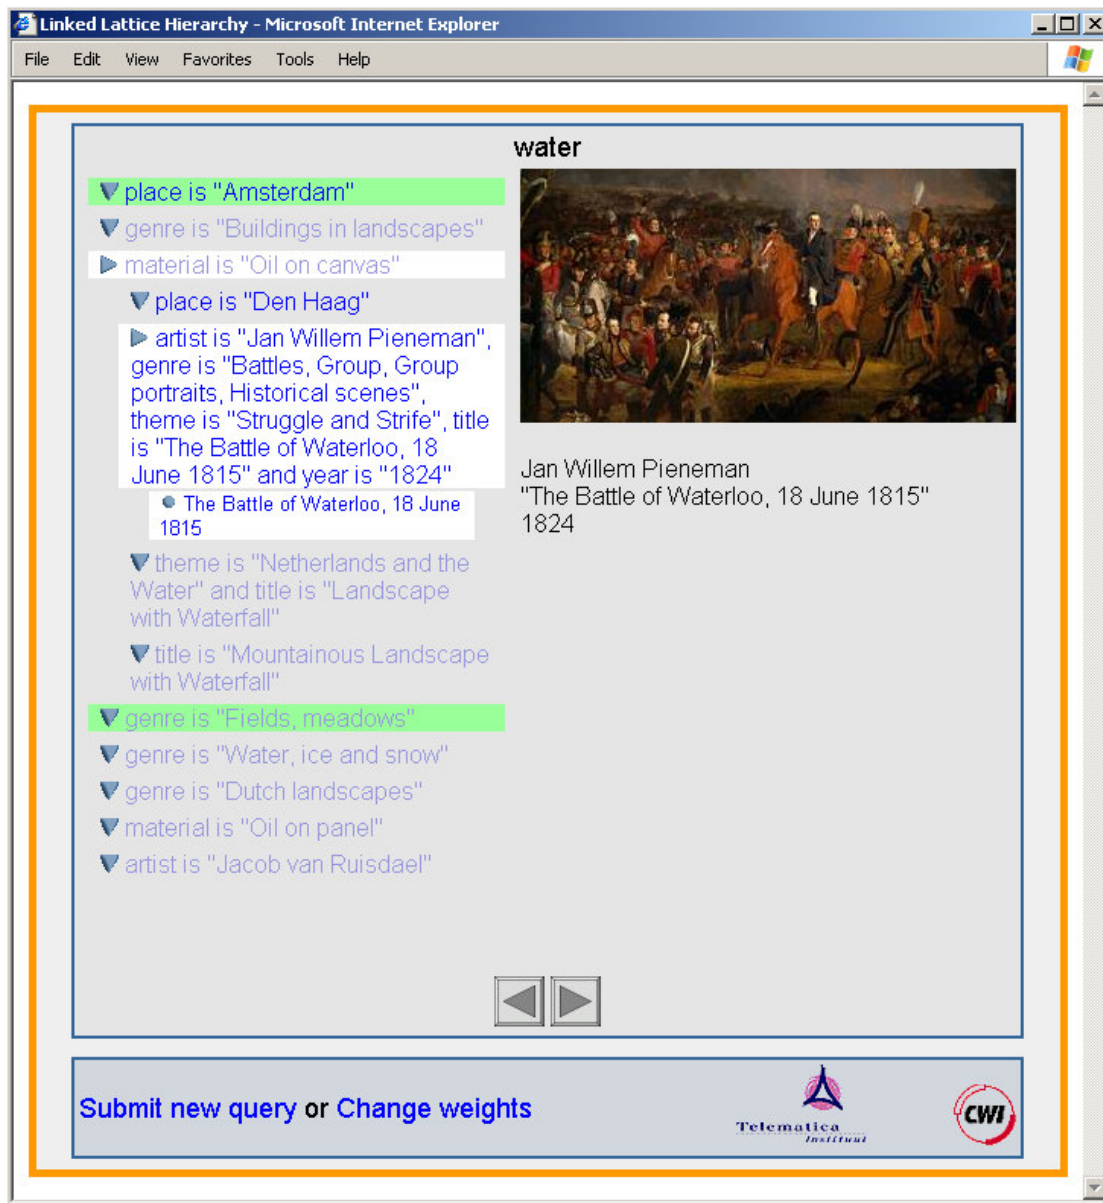 Linked Lattice Hierarchy - Microsoft Internet Explorer
File Edit View Favorites Tools Help
water
place is "Amsterdam"
genre is "Buildings in landscapes"
material is "Oil on canvas"
place is "Den Haag"
artist is "Jan Willem Pieneman",
genre is "Battles, Group, Group
portraits, Historical scenes",
theme is "Struggle and Strife", title
is "The Battle of Waterloo, 18
June 1815" and year is "1824"
The Battle of Waterloo, 18 June
1815
theme is "Netherlands and the
Water" and title is "Landscape
with Waterfall"
title is "Mountainous Landscape
with Waterfall"
genre is "Fields, meadows"
genre is "Water, ice and snow"
genre is "Dutch landscapes"
material is "Oil on panel"
artist is "Jacob van Ruisdael"
Jan Willem Pieneman
"The Battle of Waterloo, 18 June 1815"
1824
Submit new query or Change weights
Telematica
Instituut
CWI